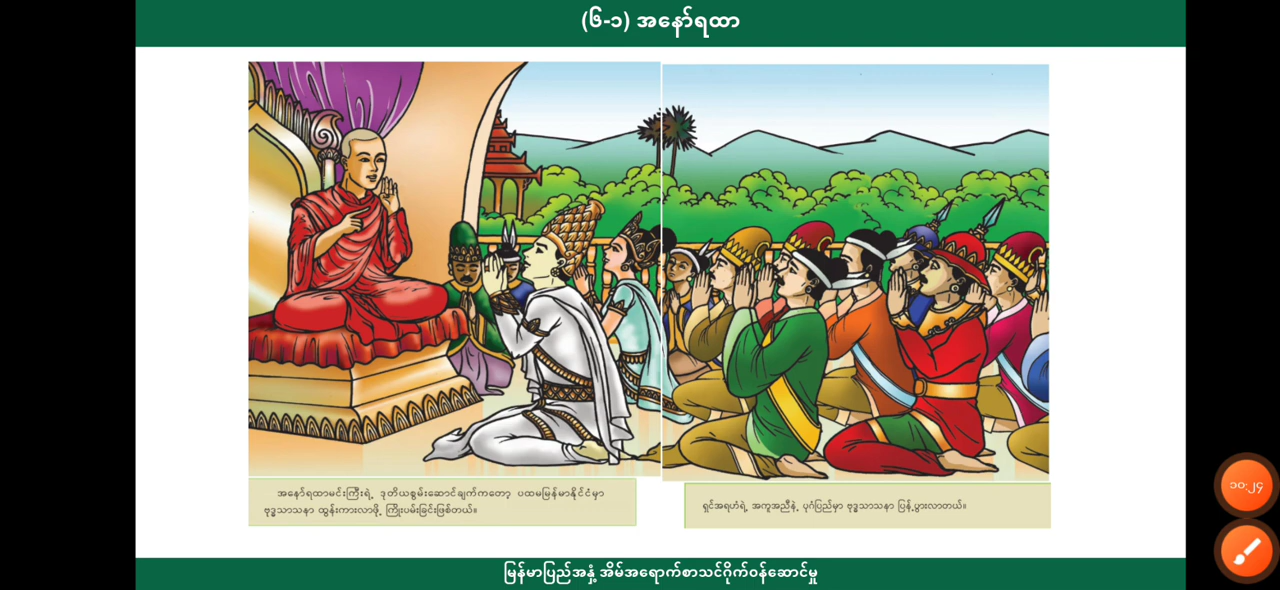 (၆-၁) အနော်ရထာ
အနော်ရထာမင်းကြီးရဲ့ ဒုတိယစွမ်းဆောင်ချက်ကတော့ ပထမမြန်မာနိုင်ငံမှာ
ဗုဒ္ဓသာသနာ ထွန်းကားလာဖို့ ကြိုးပမ်းခြင်းဖြစ်တယ်။
ရှင်အရဟံရဲ့ အကူအညီနဲ့ ပုဂံပြည်မှာ ဗုဒ္ဓသာသနာ ပြန့်ပွားလာတယ်။
၁၀:၂၄
မြန်မာပြည်အနှံ့ အိမ်အရောက်စာသင်ဂိုက်ဝန်ဆောင်မှု